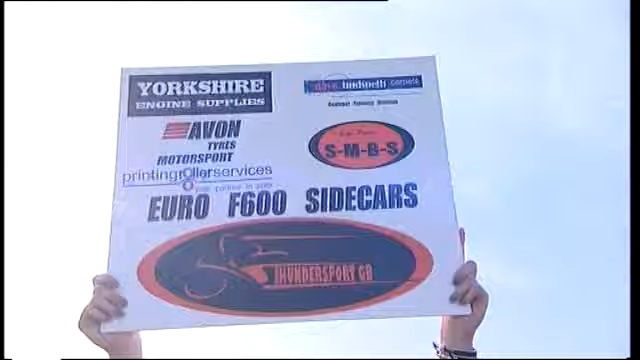 YORKSHIRE
ENGINE SUPPLIES
AVON
TYRES
MOTORSPORT
printingrollerservices
S-M-B-S
EURO F600 SIDECARS
THUNDERSPORT GB